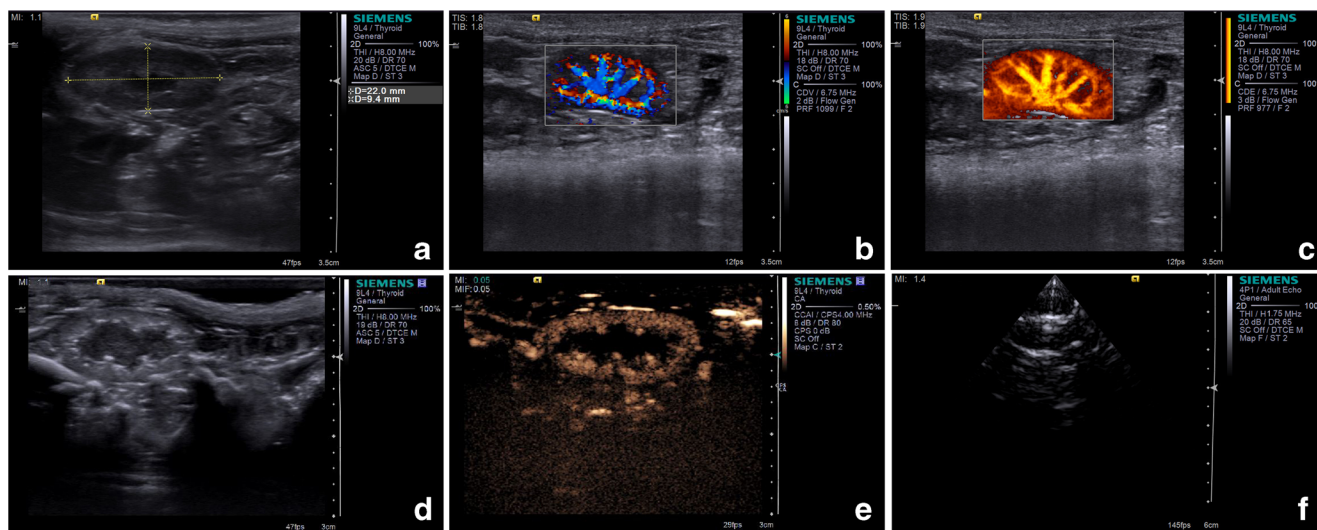 MI: 1.1
SIEMENS
9L4 / Thyroid
General
2D 100%
THI / H8.00 MHz
20 dB / DR 70
ASC 5 / DTCE M
Map D / ST 3
D=22.0 mm
D=9.4 mm
47fps 3.5cm
a
TIS: 1.8
TIB: 1.8
SIEMENS
9L4 / Thyroid
General
2D 100%
THI / H8.00 MHz
18 dB / DR 70
SC Off / DTCE M
Map D / ST 3
C 100%
CDV / 6.75 MHz
2 dB / Flow Gen
PRF 1099 / F 2
12fps 3.5cm
b
TIS: 1.9
TIB: 1.9
SIEMENS
9L4 / Thyroid
General
2D 100%
THI / H8.00 MHz
18 dB / DR 70
SC Off / DTCE M
Map D / ST 3
C
CDE / 6.75 MHz
3 dB / Flow Gen
PRF 977 / F 2
12fps 3.5cm
c
SIEMENS
9L4 / Thyroid
General
2D 100%
THI / H8.00 MHz
18 dB / DR 70
ASC 5 / DTCE M
Map D / ST 3
47fps 3cm
d
MI: 0.05
MIF: 0.05
SIEMENS
9L4 / Thyroid
CA
2D 0.50%
CCAI / CPS4.00 MHz
6 dB / DR 80
CPG 0 dB
SC Off
Map C / ST 2
29fps 3cm
e
MI: 1.4
SIEMENS
4P1 / Adult Echo
General
2D 100
THI / H1.75 MHz
20 dB / DR 65
SC Off / DTCE M
Map F / ST 2
145fps 6cm
f